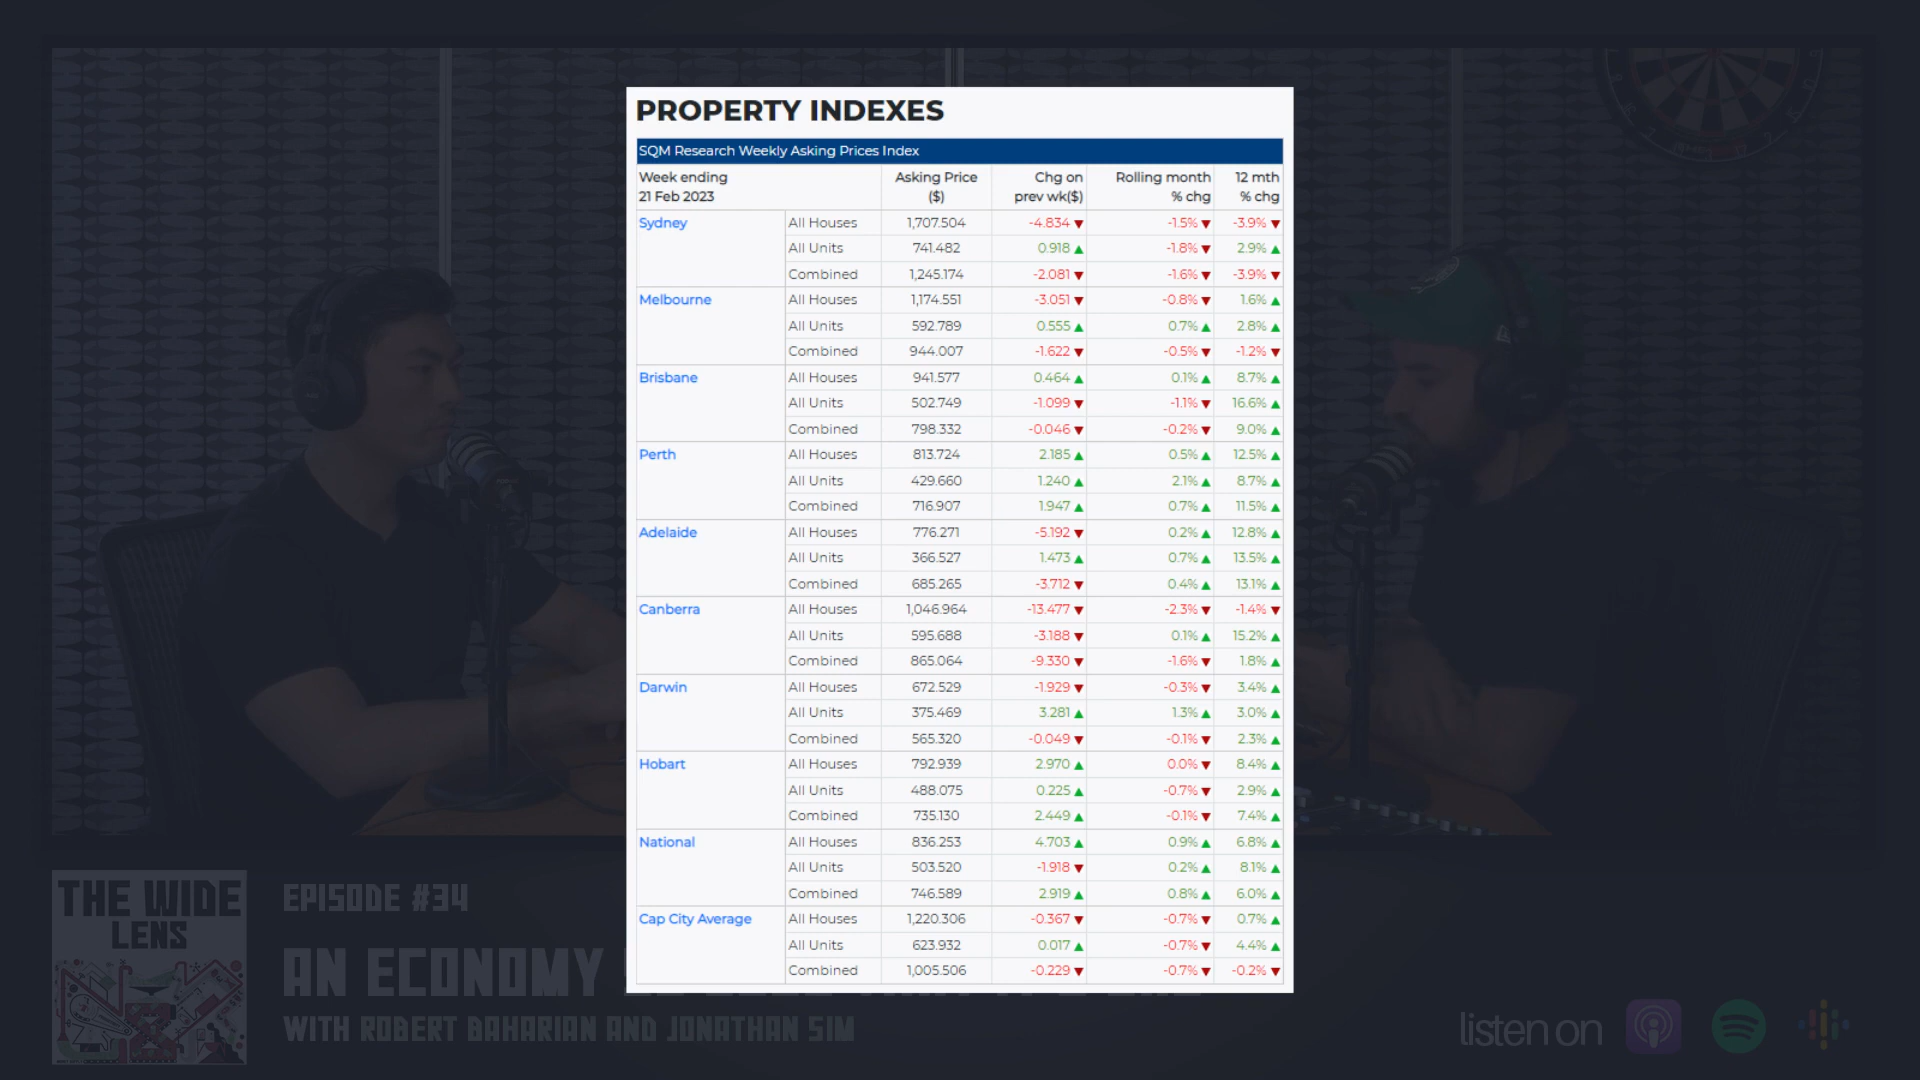 PROPERTY INDEXES
SQM Research Weekly Asking Prices Index
Week ending 21 Feb 2023 Asking Price ($) Chg on prev wk($) Rolling month % chg 12 mth % chg
Sydney All Houses 1,707.504 -4.834 ▼ -1.5% ▼ -3.9% ▼
All Units 741.482 0.918 ▲ -1.8% ▼ 2.9% ▲
Combined 1,245.174 -2.081 ▼ -1.6% ▼ -3.9% ▼
Melbourne All Houses 1,174.551 -3.051 ▼ -0.8% ▼ 1.6% ▲
All Units 592.789 0.555 ▲ 0.7% ▲ 2.8% ▲
Combined 944.007 -1.622 ▼ -0.5% ▼ -1.2% ▼
Brisbane All Houses 941.577 0.464 ▲ 0.1% ▲ 8.7% ▲
All Units 502.749 -1.099 ▼ -1.1% ▼ 16.6% ▲
Combined 798.332 -0.046 ▼ -0.2% ▼ 9.0% ▲
Perth All Houses 813.724 2.185 ▲ 0.5% ▲ 12.5% ▲
All Units 429.660 1.240 ▲ 2.1% ▲ 8.7% ▲
Combined 716.907 1.947 ▲ 0.7% ▲ 11.5% ▲
Adelaide All Houses 776.271 -5.192 ▼ 0.2% ▲ 12.8% ▲
All Units 366.527 1.473 ▲ 0.7% ▲ 13.5% ▲
Combined 685.265 -3.712 ▼ 0.4% ▲ 13.1% ▲
Canberra All Houses 1,046.964 -13.477 ▼ -2.3% ▼ -1.4% ▼
All Units 595.688 -3.188 ▼ 0.1% ▲ 15.2% ▲
Combined 865.064 -9.330 ▼ -1.6% ▼ 1.8% ▲
Darwin All Houses 672.529 -1.929 ▼ -0.3% ▼ 3.4% ▲
All Units 375.469 3.281 ▲ 1.3% ▲ 3.0% ▲
Combined 565.320 -0.049 ▼ -0.1% ▼ 2.3% ▲
Hobart All Houses 792.939 2.970 ▲ 0.0% ▼ 8.4% ▲
All Units 488.075 0.225 ▲ -0.7% ▼ 2.9% ▲
Combined 735.130 2.449 ▲ -0.1% ▼ 7.4% ▲
National All Houses 836.253 4.703 ▲ 0.9% ▲ 6.8% ▲
All Units 503.520 -1.918 ▼ 0.2% ▲ 8.1% ▲
Combined 746.589 2.919 ▲ 0.8% ▲ 6.0% ▲
Cap City Average All Houses 1,220.306 -0.367 ▼ -0.7% ▼ 0.7% ▲
All Units 623.932 0.017 ▲ -0.7% ▼ 4.4% ▲
Combined 1,005.506 -0.229 ▼ -0.7% ▼ -0.2% ▼
THE WIDE
LENS
EPISODE #34
AN ECONOMY
WITH ROBERT BAHARIAN AND JONATHAN SIM
listen on